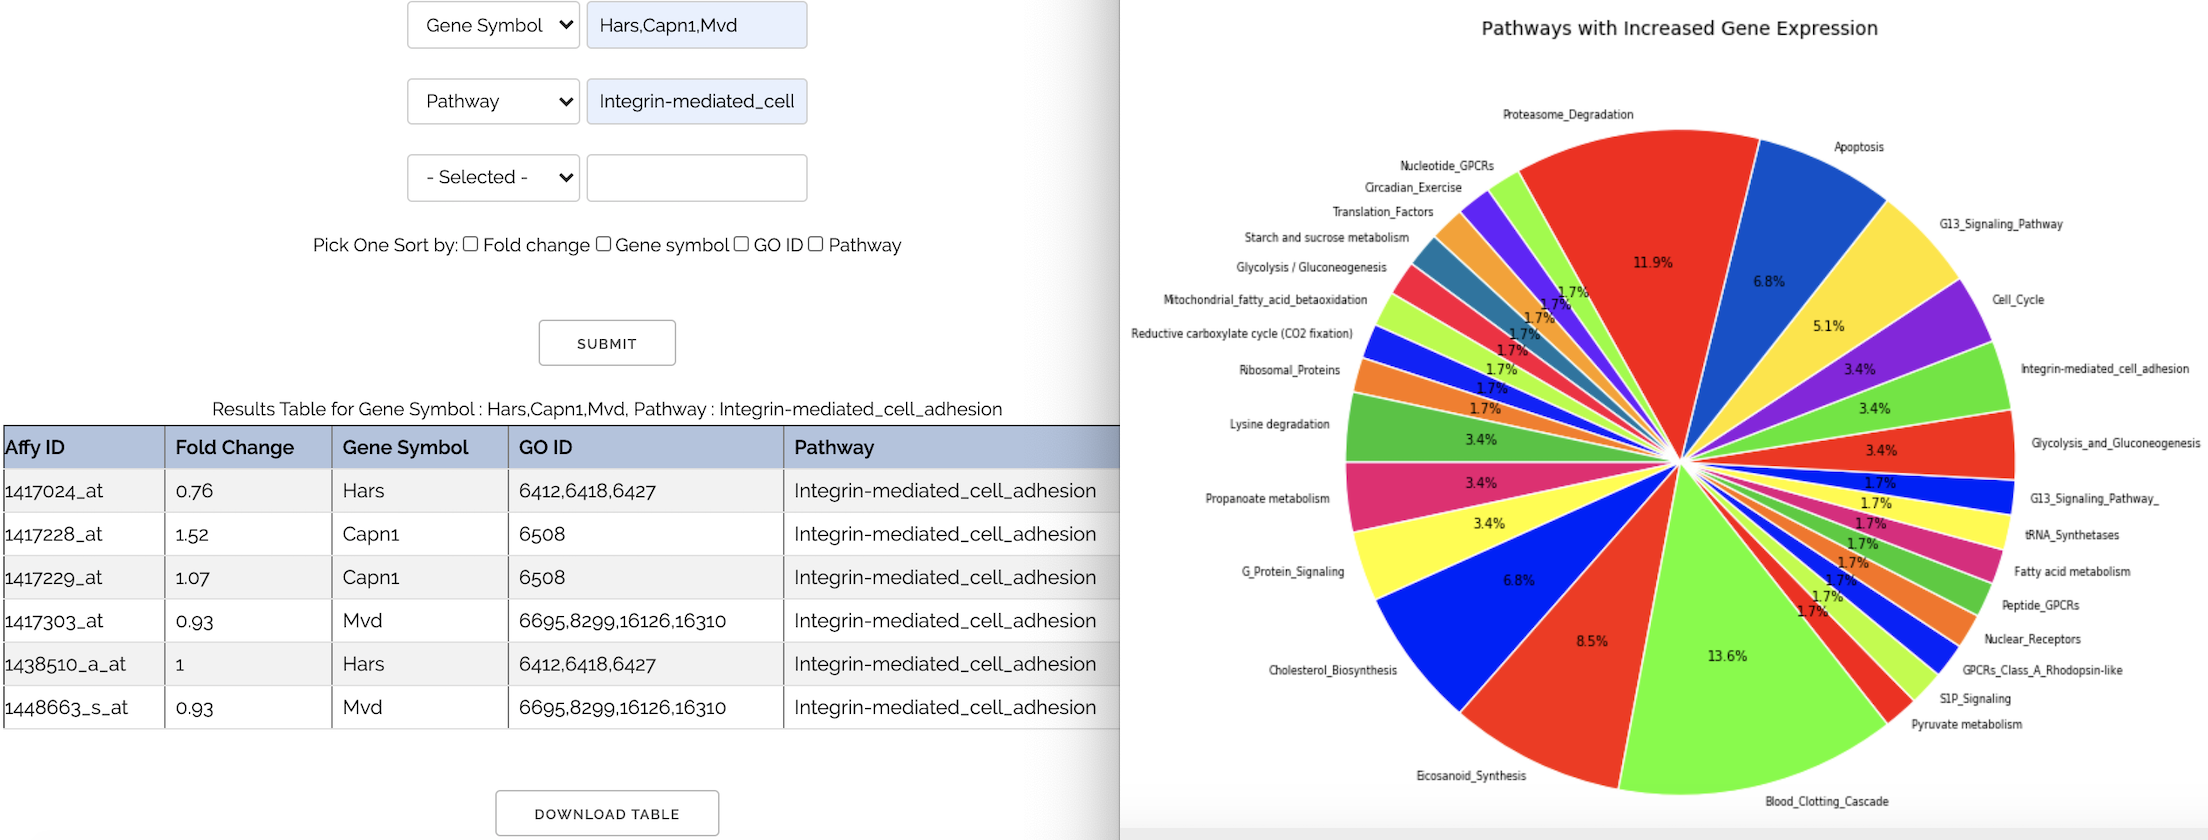 Gene Symbol Hars,Capn1,Mvd
Pathway Integrin-mediated_cell
- Selected -
Pick One Sort by: Fold change Gene symbol GO ID Pathway
SUBMIT
Results Table for Gene Symbol : Hars,Capn1,Mvd, Pathway : Integrin-mediated_cell_adhesion
Affy ID Fold Change Gene Symbol GO ID Pathway
1417024_at 0.76 Hars 6412,6418,6427 Integrin-mediated_cell_adhesion
1417228_at 1.52 Capn1 6508 Integrin-mediated_cell_adhesion
1417229_at 1.07 Capn1 6508 Integrin-mediated_cell_adhesion
1417303_at 0.93 Mvd 6695,8299,16126,16310 Integrin-mediated_cell_adhesion
1438510_a_at 1 Hars 6412,6418,6427 Integrin-mediated_cell_adhesion
1448663_s_at 0.93 Mvd 6695,8299,16126,16310 Integrin-mediated_cell_adhesion
DOWNLOAD TABLE
Pathways with Increased Gene Expression
Proteasome_Degradation
11.9%
Apoptosis
6.8%
G13_Signaling_Pathway
5.1%
Cell_Cycle
3.4%
Integrin-mediated_cell_adhesion
3.4%
Glycolysis_and_Gluconeogenesis
3.4%
G13_Signaling_Pathway_
1.7%
tRNA_Synthetases
1.7%
Fatty acid metabolism
1.7%
Peptide_GPCRs
1.7%
Nuclear_Receptors
1.7%
GPCRs_Class_A_Rhodopsin-like
1.7%
S1P_Signaling
1.7%
Pyruvate metabolism
1.7%
Blood_Clotting_Cascade
13.6%
Eicosanoid_Synthesis
8.5%
Cholesterol_Biosynthesis
6.8%
G_Protein_Signaling
3.4%
Propanoate metabolism
3.4%
Lysine degradation
3.4%
Ribosomal_Proteins
1.7%
Reductive carboxylate cycle (CO2 fixation)
1.7%
Mitochondrial_fatty_acid_betaoxidation
1.7%
Glycolysis / Gluconeogenesis
1.7%
Starch and sucrose metabolism
1.7%
Translation_Factors
1.7%
Circadian_Exercise
1.7%
Nucleotide_GPCRs
1.7%